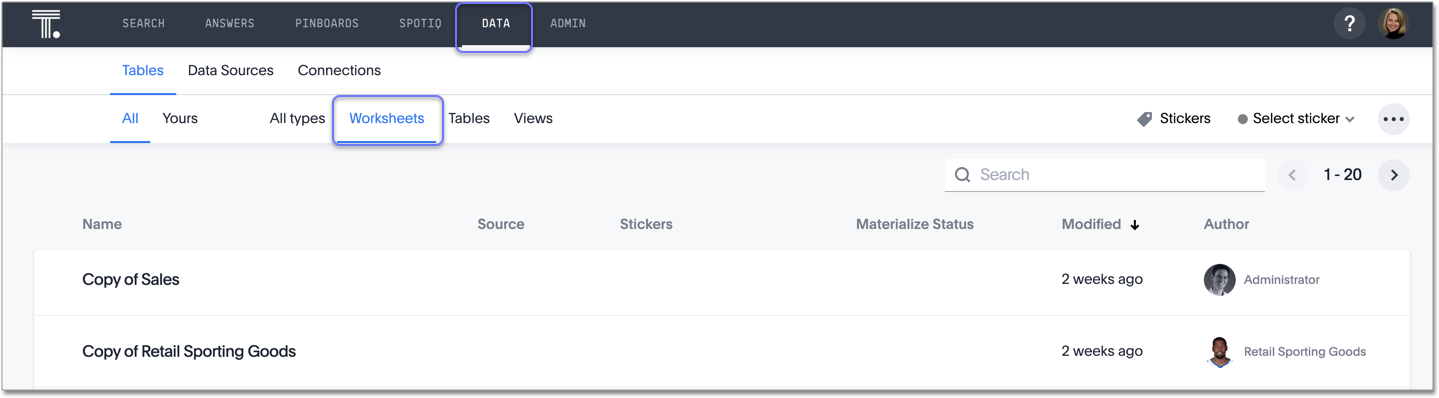 SEARCH ANSWERS PINBOARDS SPOTIQ DATA ADMIN ?
Tables Data Sources Connections
All Yours All types Worksheets Tables Views Stickers Select sticker
Search 1 - 20
Name Source Stickers Materialize Status Modified Author
Copy of Sales 2 weeks ago Administrator
Copy of Retail Sporting Goods 2 weeks ago Retail Sporting Goods